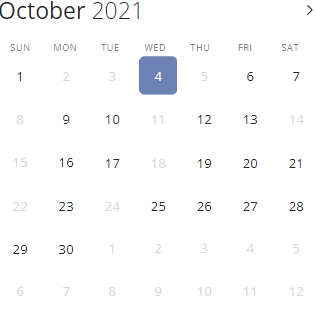 October 2021 >
SUN MON TUE WED THU FRI SAT
1 2 3 4 5 6 7
8 9 10 11 12 13 14
15 16 17 18 19 20 21
22 23 24 25 26 27 28
29 30 1 2 3 4 5
6 7 8 9 10 11 12